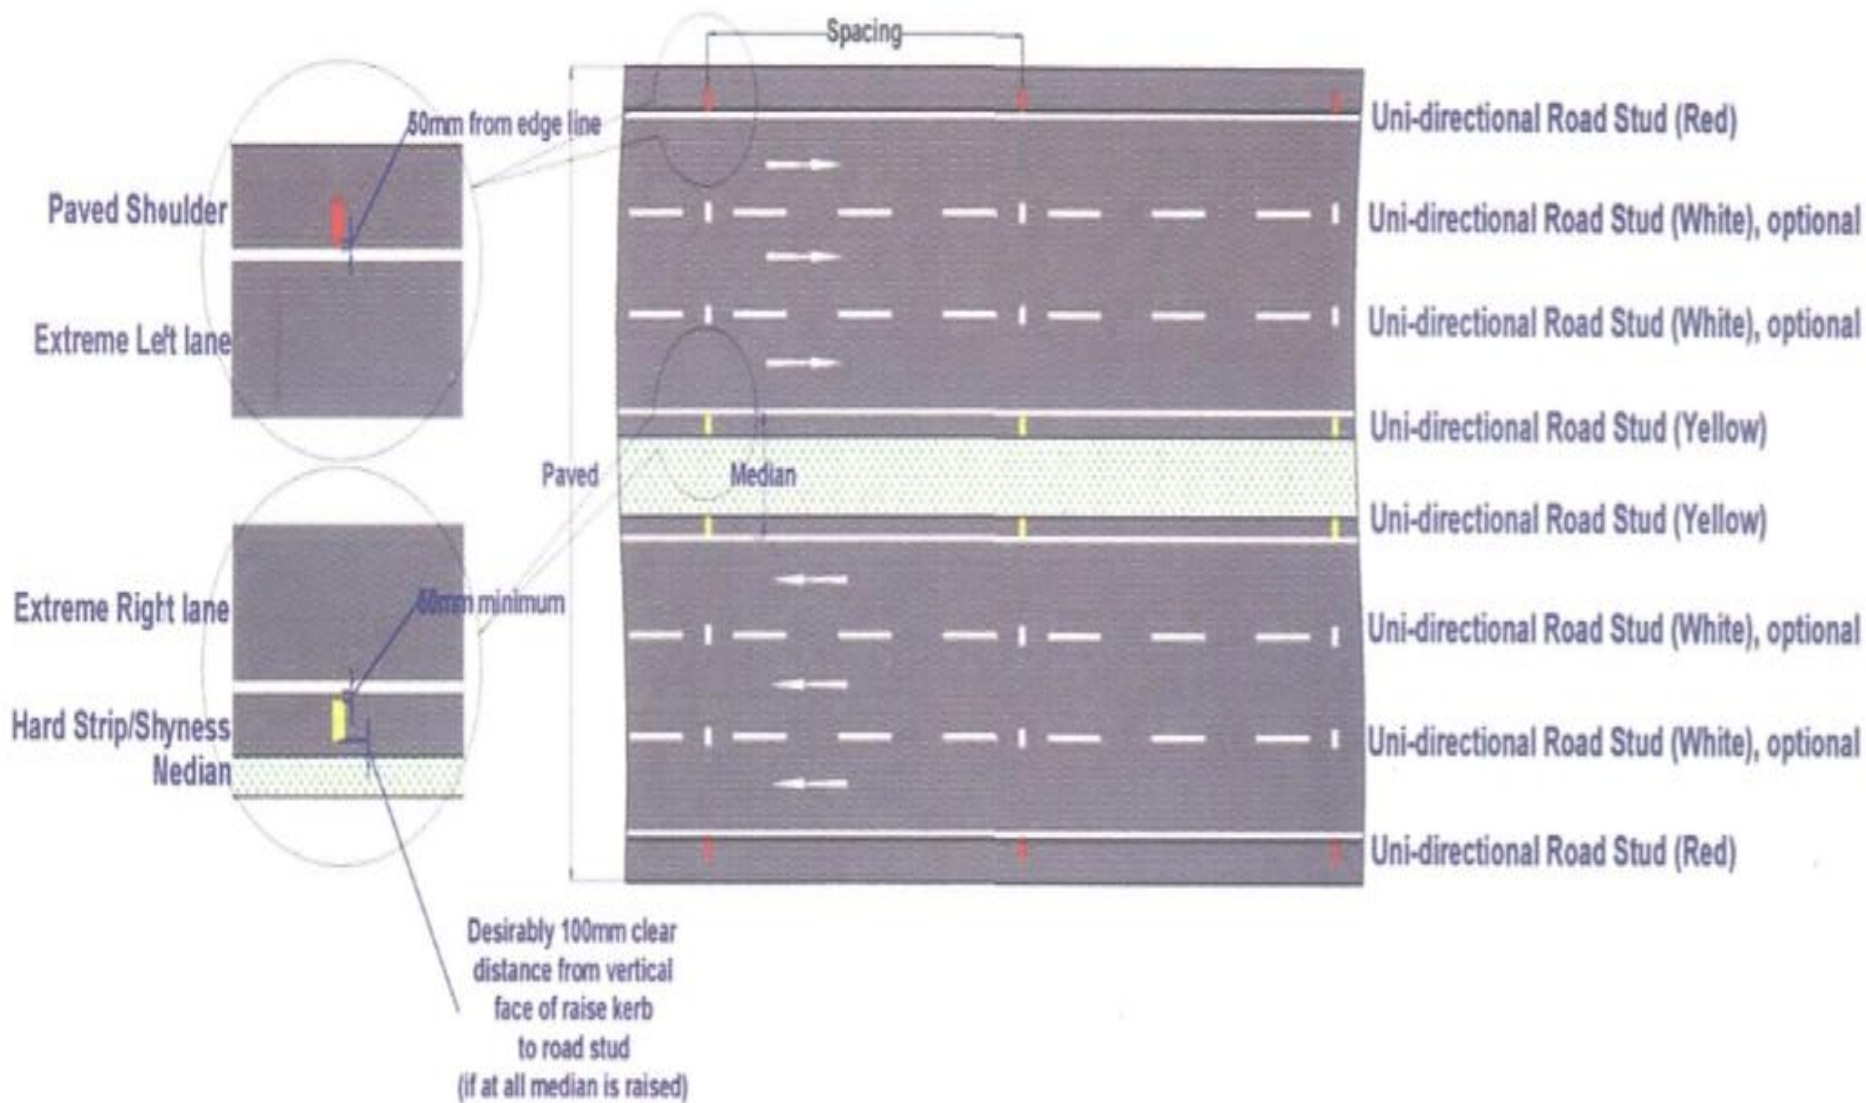 Spacing
50mm from edge line
Uni-directional Road Stud (Red)
Paved Shoulder
Uni-directional Road Stud (White), optional
Extreme Left lane
Uni-directional Road Stud (White), optional
Uni-directional Road Stud (Yellow)
Paved
Median
Uni-directional Road Stud (Yellow)
Extreme Right lane
50mm minimum
Uni-directional Road Stud (White), optional
Hard Strip/Shyness
Nedian
Uni-directional Road Stud (White), optional
Uni-directional Road Stud (Red)
Desirably 100mm clear
distance from vertical
face of raise kerb
to road stud
(if at all median is raised)